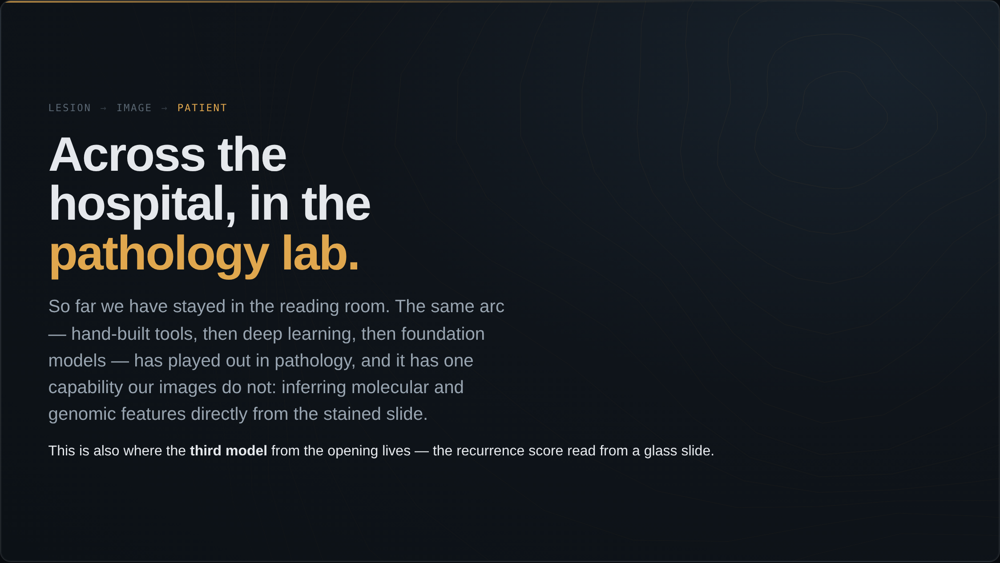 LESION → IMAGE → PATIENT
Across the
hospital, in the
pathology lab.
So far we have stayed in the reading room. The same arc
— hand-built tools, then deep learning, then foundation
models — has played out in pathology, and it has one
capability our images do not: inferring molecular and
genomic features directly from the stained slide.
This is also where the third model from the opening lives — the recurrence score read from a glass slide.